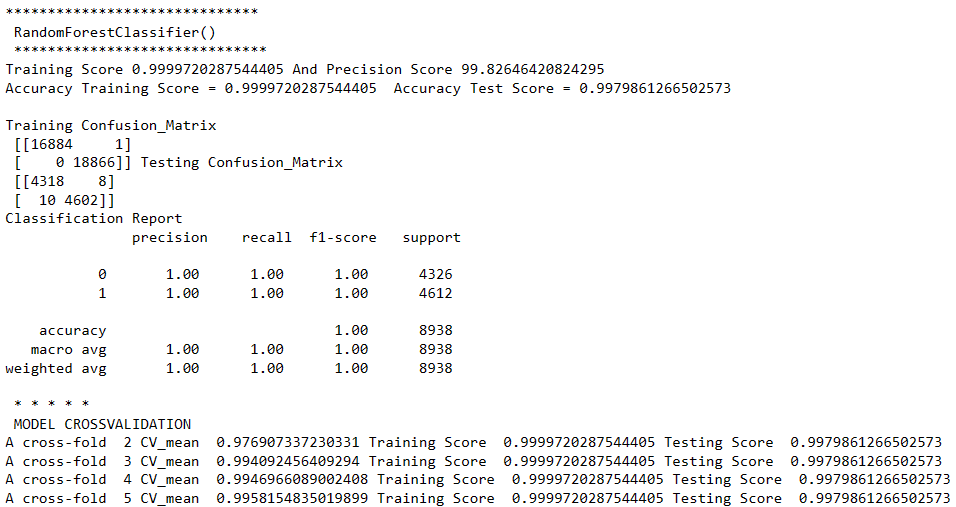 ******************************
RandomForestClassifier()
******************************
Training Score 0.9999720287544405 And Precision Score 99.82646420824295
Accuracy Training Score = 0.9999720287544405  Accuracy Test Score = 0.9979861266502573

Training Confusion_Matrix
 [[16884     1]
 [    0 18866]] Testing Confusion_Matrix
 [[4318    8]
 [  10 4602]]
Classification Report
               precision    recall  f1-score   support

           0       1.00      1.00      1.00      4326
           1       1.00      1.00      1.00      4612

    accuracy                           1.00      8938
   macro avg       1.00      1.00      1.00      8938
weighted avg       1.00      1.00      1.00      8938

 * * * * *
 MODEL CROSSVALIDATION
A cross-fold  2 CV_mean  0.976907337230331 Training Score  0.9999720287544405 Testing Score  0.9979861266502573
A cross-fold  3 CV_mean  0.994092456409294 Training Score  0.9999720287544405 Testing Score  0.9979861266502573
A cross-fold  4 CV_mean  0.9946966089002408 Training Score  0.9999720287544405 Testing Score  0.9979861266502573
A cross-fold  5 CV_mean  0.9958154835019899 Training Score  0.9999720287544405 Testing Score  0.9979861266502573